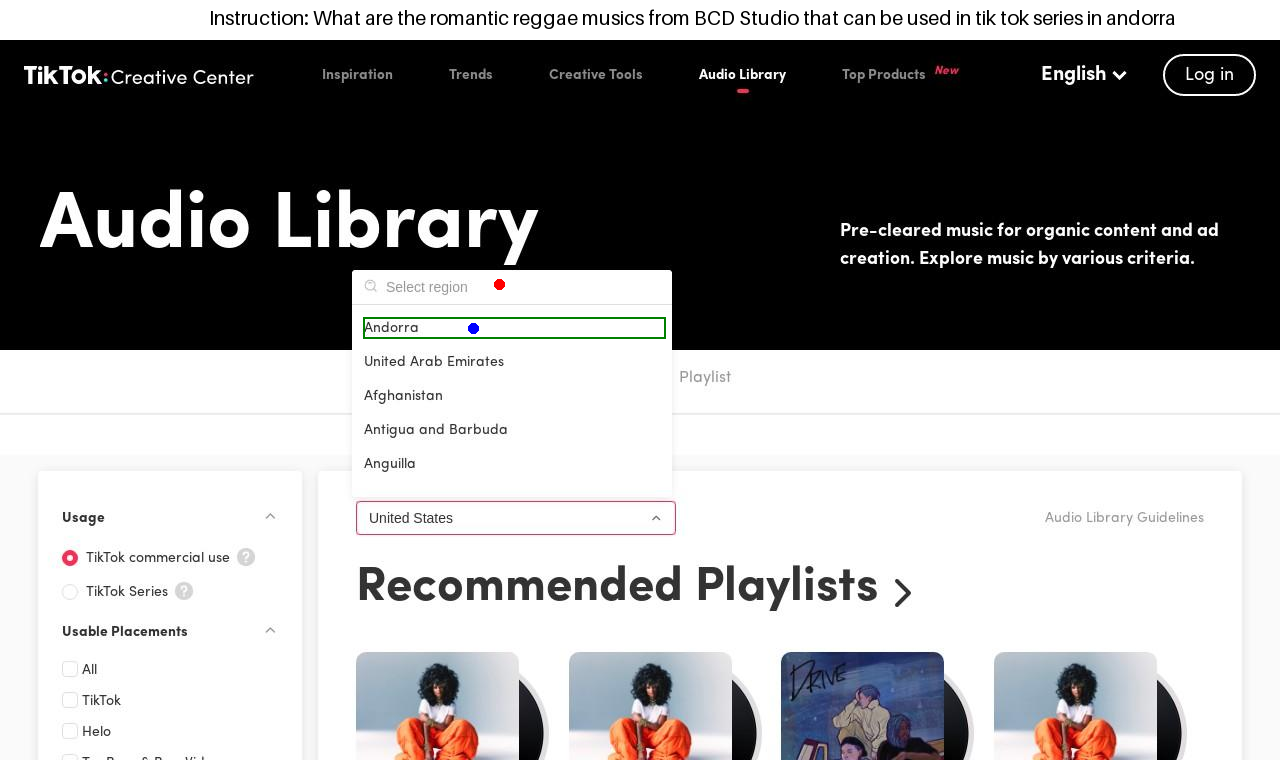 Instruction: What are the romantic reggae musics from BCD Studio that can be used in tik tok series in andorra
TikTok: Creative Center
Inspiration
Trends
Creative Tools
Audio Library
Top Products New
English
Log in
Audio Library
Pre-cleared music for organic content and ad
creation. Explore music by various criteria.
Select region
Andorra
United Arab Emirates
Afghanistan
Antigua and Barbuda
Anguilla
Playlist
Usage
TikTok commercial use ?
TikTok Series ?
Usable Placements
All
TikTok
Helo
United States
Audio Library Guidelines
Recommended Playlists
DRIVE